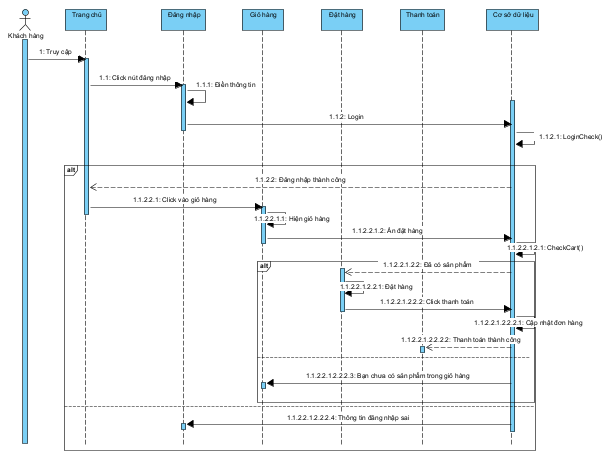 Trang chủ
Đăng nhập
Giỏ hàng
Đặt hàng
Thanh toán
Cơ sở dữ liệu
Khách hàng
1: Truy cập
1.1: Click nút đăng nhập
1.1.1: Điền thông tin
1.1.2: Login
1.1.2.1: LoginCheck()
alt
1.1.2.2: Đăng nhập thành công
1.1.2.2.1: Click vào giỏ hàng
1.1.2.2.1.1: Hiện giỏ hàng
1.1.2.2.1.2: Ấn đặt hàng
1.1.2.2.1.2.1: CheckCart()
alt
1.1.2.2.1.2.2: Đã có sản phẩm
1.1.2.2.1.2.2.1: Đặt hàng
1.1.2.2.1.2.2.2: Click thanh toán
1.1.2.2.1.2.2.2.1: Cập nhật đơn hàng
1.1.2.2.1.2.2.2.2: Thanh toán thành công
1.1.2.2.1.2.2.2.3: Bạn chưa có sản phẩm trong giỏ hàng
1.1.2.2.1.2.2.2.4: Thông tin đăng nhập sai